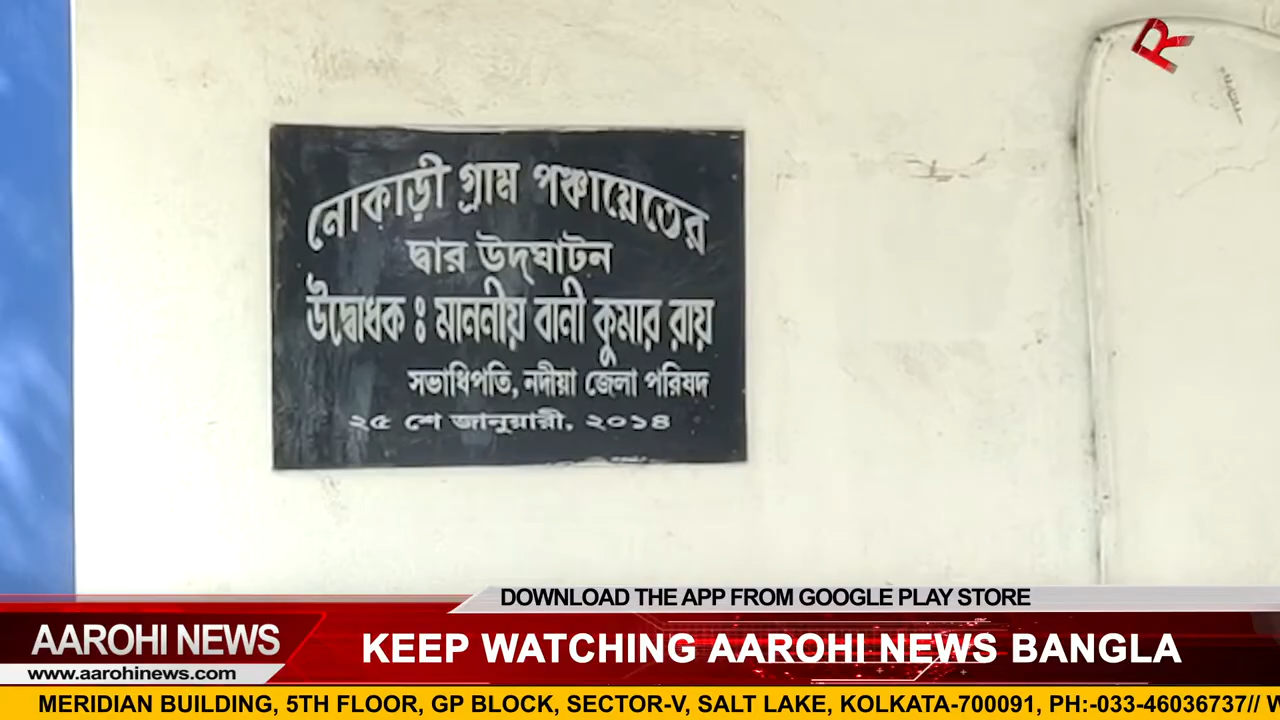 R
নোকাড়ী গ্রাম পঞ্চায়েতের
দ্বার উদ্‌ঘাটন
উদ্বোধক : মাননীয় বানী কুমার রায়
সভাধিপতি, নদীয়া জেলা পরিষদ
২৫ শে জানুয়ারী, ২০১৪
DOWNLOAD THE APP FROM GOOGLE PLAY STORE
AAROHI NEWS
KEEP WATCHING AAROHI NEWS BANGLA
www.aarohinews.com
MERIDIAN BUILDING, 5TH FLOOR, GP BLOCK, SECTOR-V, SALT LAKE, KOLKATA-700091, PH:-033-46036737//